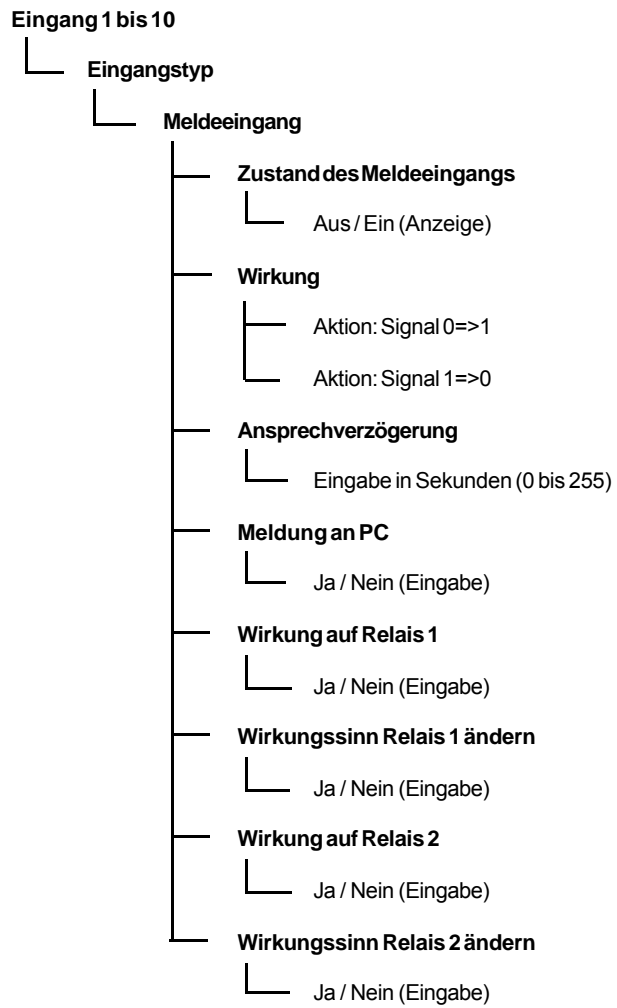 Eingang 1 bis 10
Eingangstyp
Meldeeingang
Zustand des Meldeeingangs
Aus / Ein (Anzeige)
Wirkung
Aktion: Signal 0=>1
Aktion: Signal 1=>0
Ansprechverzögerung
Eingabe in Sekunden (0 bis 255)
Meldung an PC
Ja / Nein (Eingabe)
Wirkung auf Relais 1
Ja / Nein (Eingabe)
Wirkungssinn Relais 1 ändern
Ja / Nein (Eingabe)
Wirkung auf Relais 2
Ja / Nein (Eingabe)
Wirkungssinn Relais 2 ändern
Ja / Nein (Eingabe)